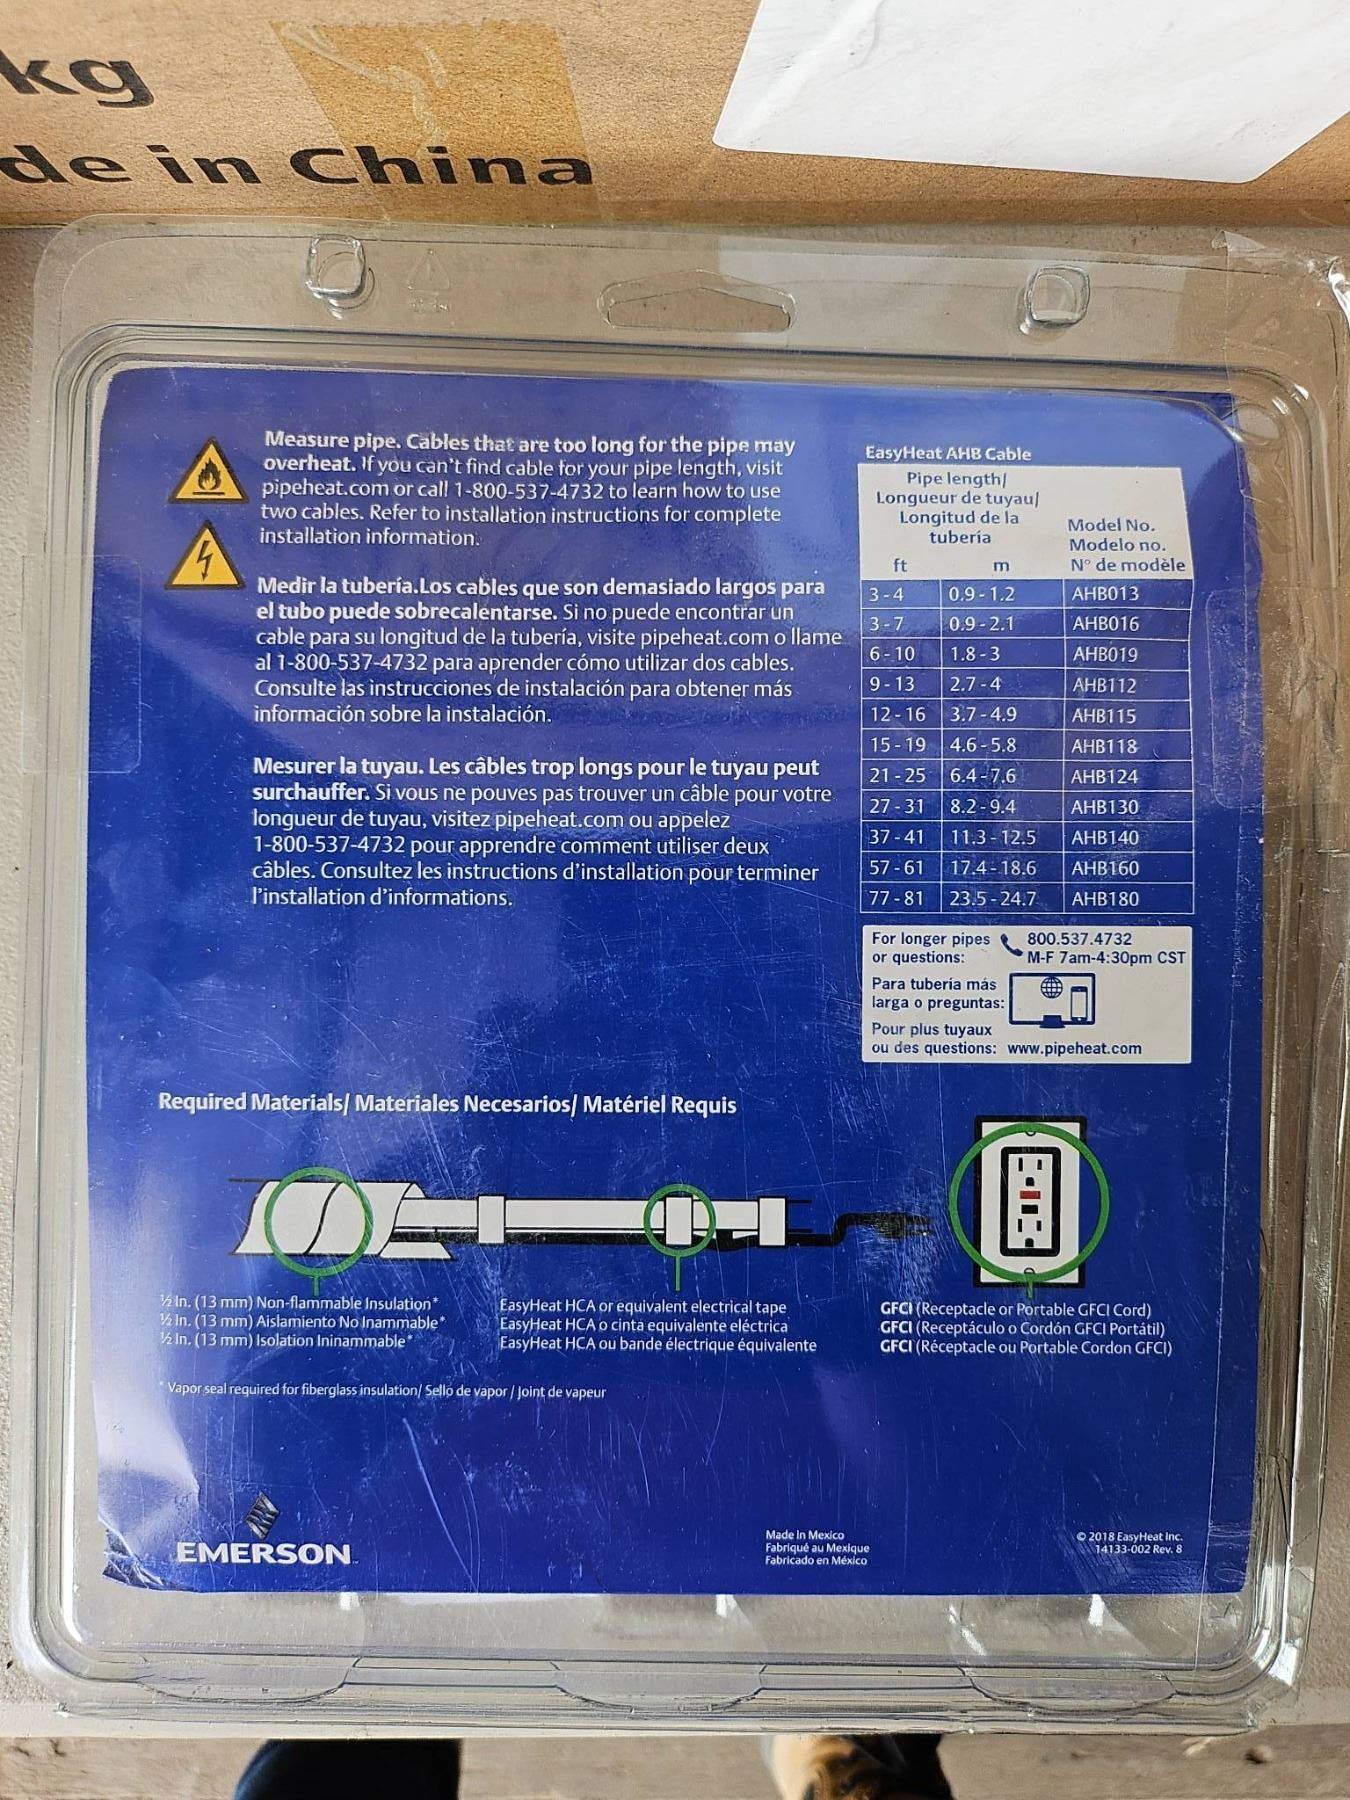 kg
de in China
Measure pipe. Cables that are too long for the pipe may
overheat. If you can't find cable for your pipe length, visit
pipeheat.com or call 1-800-537-4732 to learn how to use
two cables. Refer to installation instructions for complete
installation information.
Medir la tubería.Los cables que son demasiado largos para
el tubo puede sobrecalentarse. Si no puede encontrar un
cable para su longitud de la tubería, visite pipeheat.com o llame
al 1-800-537-4732 para aprender cómo utilizar dos cables.
Consulte las instrucciones de instalación para obtener más
información sobre la instalación.
Mesurer la tuyau. Les câbles trop longs pour le tuyau peut
surchauffer. Si vous ne pouves pas trouver un câble pour votre
longueur de tuyau, visitez pipeheat.com ou appelez
1-800-537-4732 pour apprendre comment utiliser deux
câbles. Consultez les instructions d'installation pour terminer
l'installation d'informations.
EasyHeat AHB Cable
Pipe length/
Longueur de tuyau/
Longitud de la
tubería
Model No.
Modelo no.
ft m N° de modèle
3 - 4 0.9 - 1.2 AHB013
3 - 7 0.9 - 2.1 AHB016
6 - 10 1.8 - 3 AHB019
9 - 13 2.7 - 4 AHB112
12 - 16 3.7 - 4.9 AHB115
15 - 19 4.6 - 5.8 AHB118
21 - 25 6.4 - 7.6 AHB124
27 - 31 8.2 - 9.4 AHB130
37 - 41 11.3 - 12.5 AHB140
57 - 61 17.4 - 18.6 AHB160
77 - 81 23.5 - 24.7 AHB180
For longer pipes 800.537.4732
or questions: M-F 7am-4:30pm CST
Para tubería más
larga o preguntas:
Pour plus tuyaux
ou des questions: www.pipeheat.com
Required Materials/ Materiales Necesarios/ Matériel Requis
½ In. (13 mm) Non-flammable Insulation*
½ In. (13 mm) Aislamiento No Inammable*
½ In. (13 mm) Isolation Ininammable*
EasyHeat HCA or equivalent electrical tape
EasyHeat HCA o cinta equivalente eléctrica
EasyHeat HCA ou bande électrique équivalente
GFCI (Receptacle or Portable GFCI Cord)
GFCI (Receptáculo o Cordón GFCI Portátil)
GFCI (Réceptacle ou Portable Cordon GFCI)
* Vapor seal required for fiberglass insulation/ Sello de vapor / Joint de vapeur
EMERSON
Made in Mexico
Fabriqué au Mexique
Fabricado en México
© 2018 EasyHeat Inc.
14133-002 Rev. 8